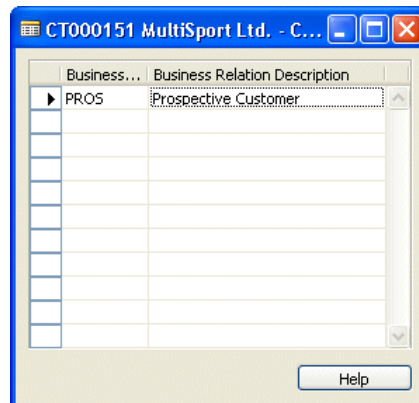 CT000151 MultiSport Ltd. - C...
Business... Business Relation Description
PROS Prospective Customer
Help